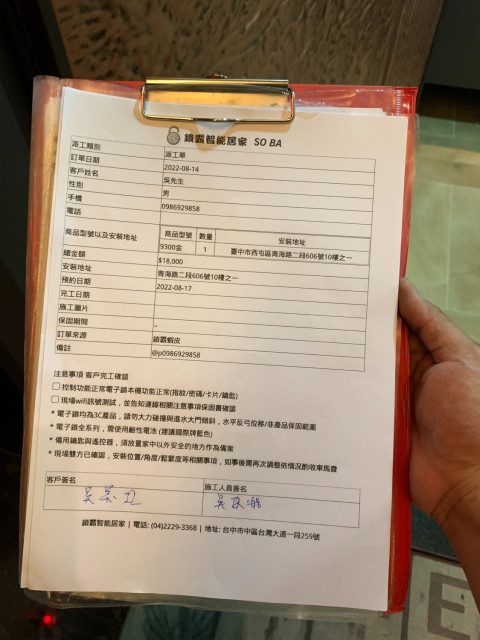 鎖霸智能居家 SO BA
派工類別 派工單
訂單日期 2022-08-14
客戶姓名 吳先生
性別 男
手機 0986929858
電話
商品型號以及安裝地址 商品型號 數量 安裝地址
9300金 1 臺中市西屯區青海路二段606號10樓之一
總金額 $18,000
安裝地址 青海路二段606號10樓之一
預約日期 2022-08-17
完工日期
施工圖片
保固期間 _
訂單來源 鎖霸蝦皮
備註 @p0986929858
注意事項 客戶完工確認
☐ 控制功能正常電子鎖本機功能正常(指紋/密碼/卡片/鑰匙)
☐ 現場wifi訊號測試，並告知連線相關注意事項保固書確認
* 電子鎖均為3C產品，請勿大力碰撞與進水大門傾斜，水平反弓位移/非產品保固範圍
* 電子鎖全系列，需使用鹼性電池 (建議國際牌藍色)
* 備用鑰匙與遙控器，須放置家中以外安全的地方作為備案
* 現場雙方已確認，安裝位置/角度/鬆緊度等相關事項，如事後需再次調整依情況酌收車馬費
客戶簽名 施工人員簽名
鎖霸智能居家 | 電話: (04)2229-3368 | 地址: 台中市中區台灣大道一段259號